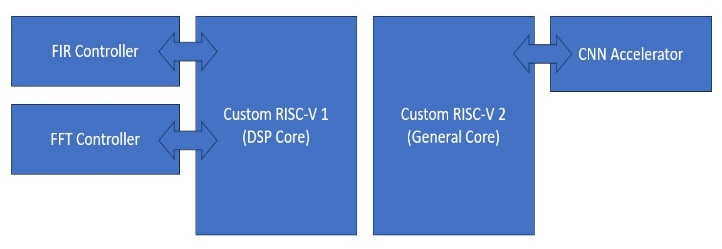 FIR Controller
FFT Controller
Custom RISC-V 1
(DSP Core)
Custom RISC-V 2
(General Core)
CNN Accelerator